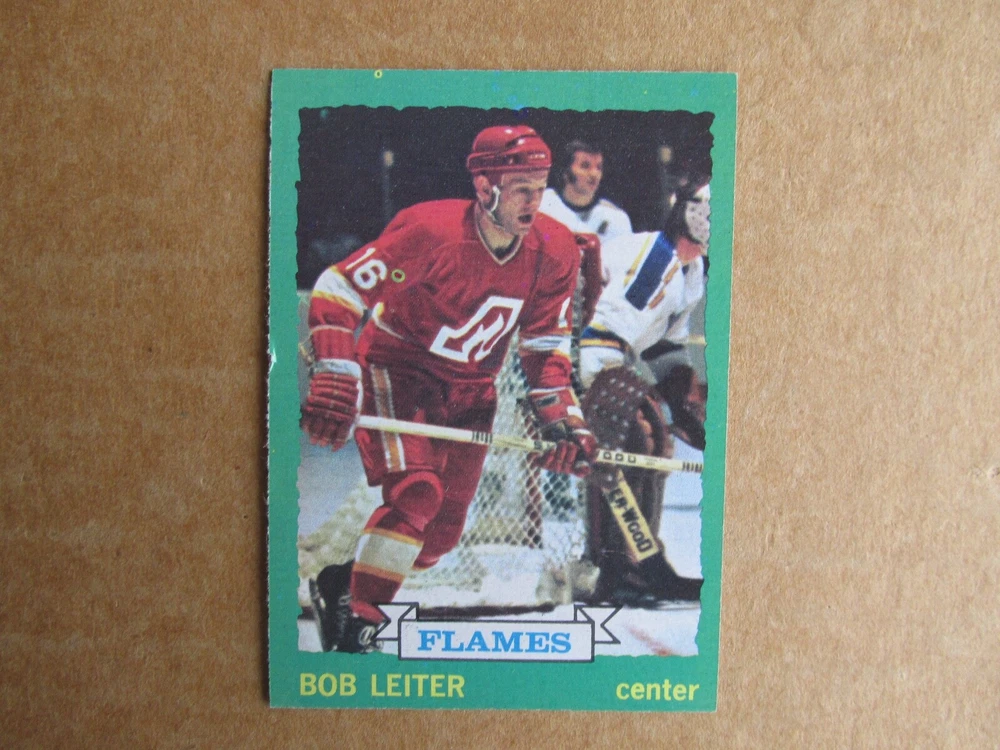 16
FLAMES
BOB LEITER
center